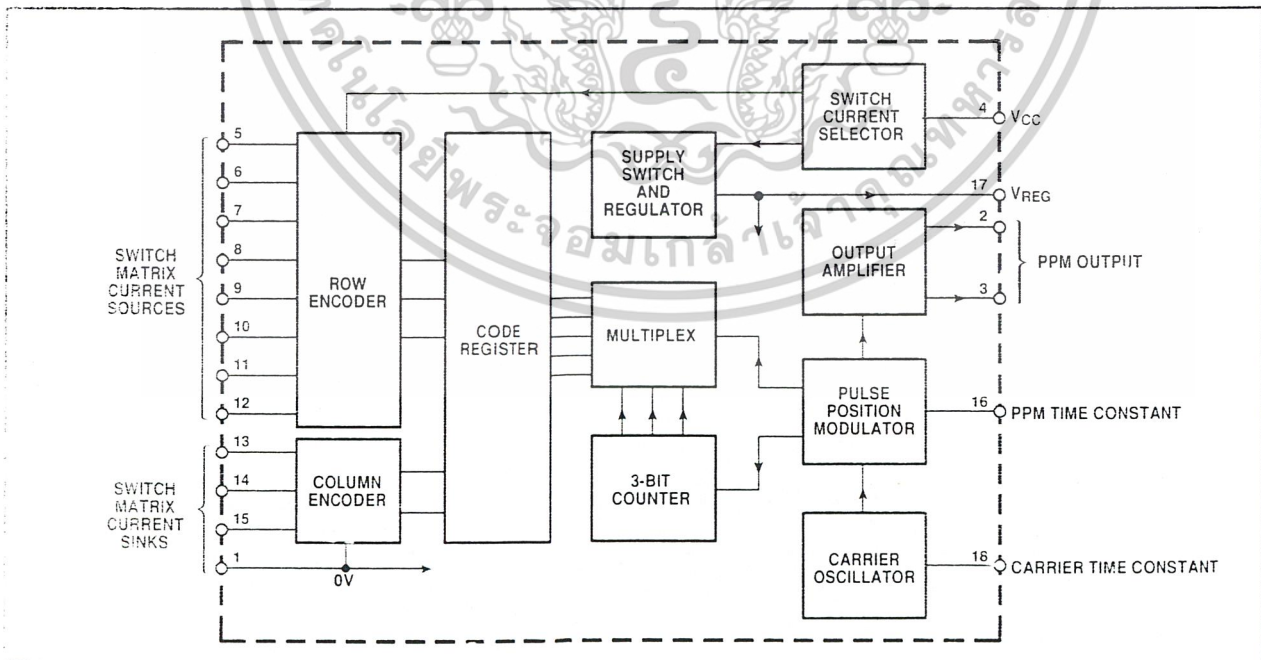 5
6
7
8
9
10
11
12
13
14
15
1
SWITCH
MATRIX
CURRENT
SOURCES
SWITCH
MATRIX
CURRENT
SINKS
ROW
ENCODER
COLUMN
ENCODER
0V
CODE
REGISTER
SUPPLY
SWITCH
AND
REGULATOR
MULTIPLEX
3-BIT
COUNTER
SWITCH
CURRENT
SELECTOR
OUTPUT
AMPLIFIER
PULSE
POSITION
MODULATOR
CARRIER
OSCILLATOR
4 VCC
17 VREG
2
3
PPM OUTPUT
16 PPM TIME CONSTANT
18 CARRIER TIME CONSTANT